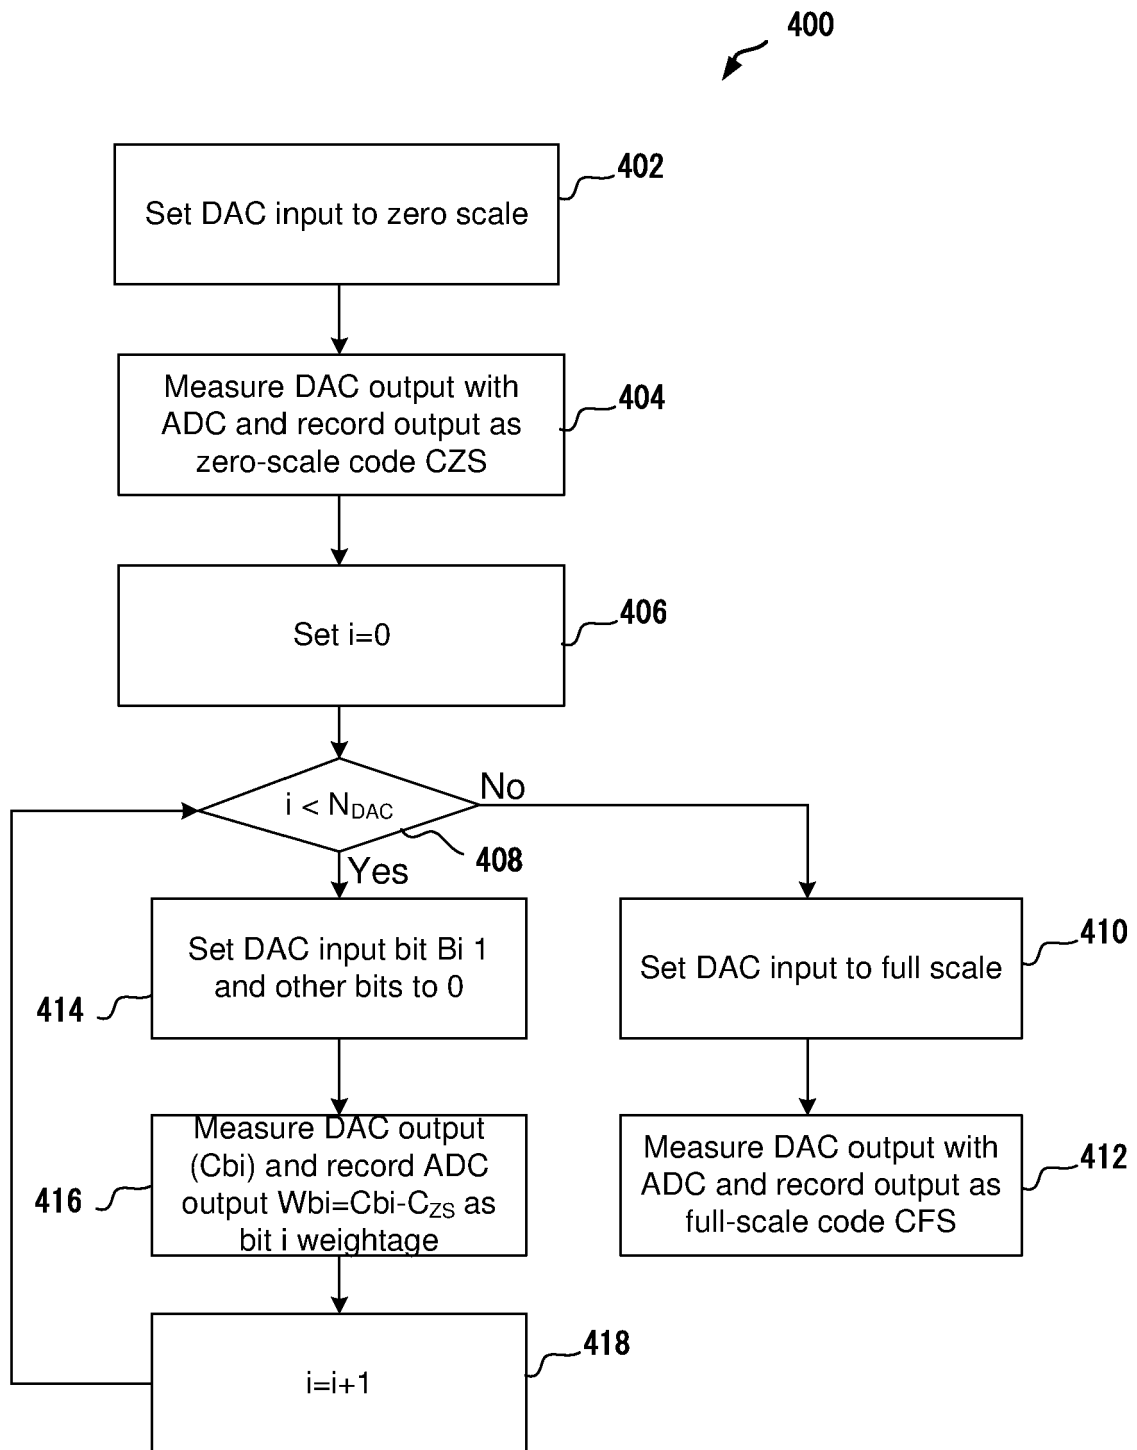 400
402
Set DAC input to zero scale
Measure DAC output with
ADC and record output as
zero-scale code CZS
404
406
Set i=0
i < NDAC
No
408
Yes
Set DAC input bit Bi 1
and other bits to 0
414
Set DAC input to full scale
410
Measure DAC output
(Cbi) and record ADC
output Wbi=Cbi-CZS as
bit i weightage
416
Measure DAC output with
ADC and record output as
full-scale code CFS
412
418
i=i+1